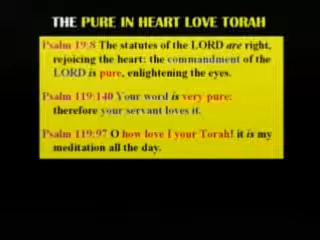 THE PURE IN HEART LOVE TORAH
Psalm 19:8 The statutes of the LORD are right,
rejoicing the heart: the commandment of the
LORD is pure, enlightening the eyes.
Psalm 119:140 Your word is very pure:
therefore your servant loves it.
Psalm 119:97 O how love I your Torah! it is my
meditation all the day.